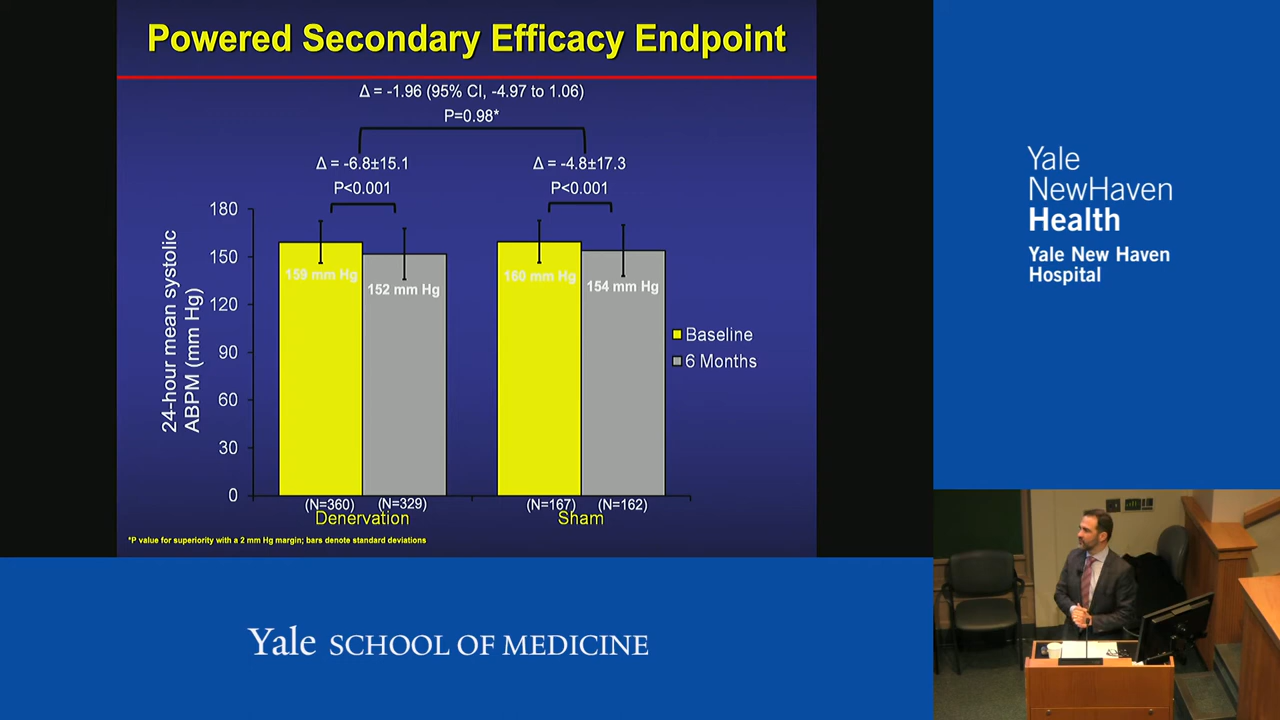 Powered Secondary Efficacy Endpoint
Δ = -1.96 (95% CI, -4.97 to 1.06)
P=0.98*
Δ = -6.8±15.1
P<0.001
Δ = -4.8±17.3
P<0.001
24-hour mean systolic
ABPM (mm Hg)
180
150
120
90
60
30
0
159 mm Hg
152 mm Hg
160 mm Hg
154 mm Hg
Baseline
6 Months
(N=360)
(N=329)
(N=167)
(N=162)
Denervation
Sham
*P value for superiority with a 2 mm Hg margin; bars denote standard deviations
Yale
NewHaven
Health
Yale New Haven
Hospital
Yale SCHOOL OF MEDICINE